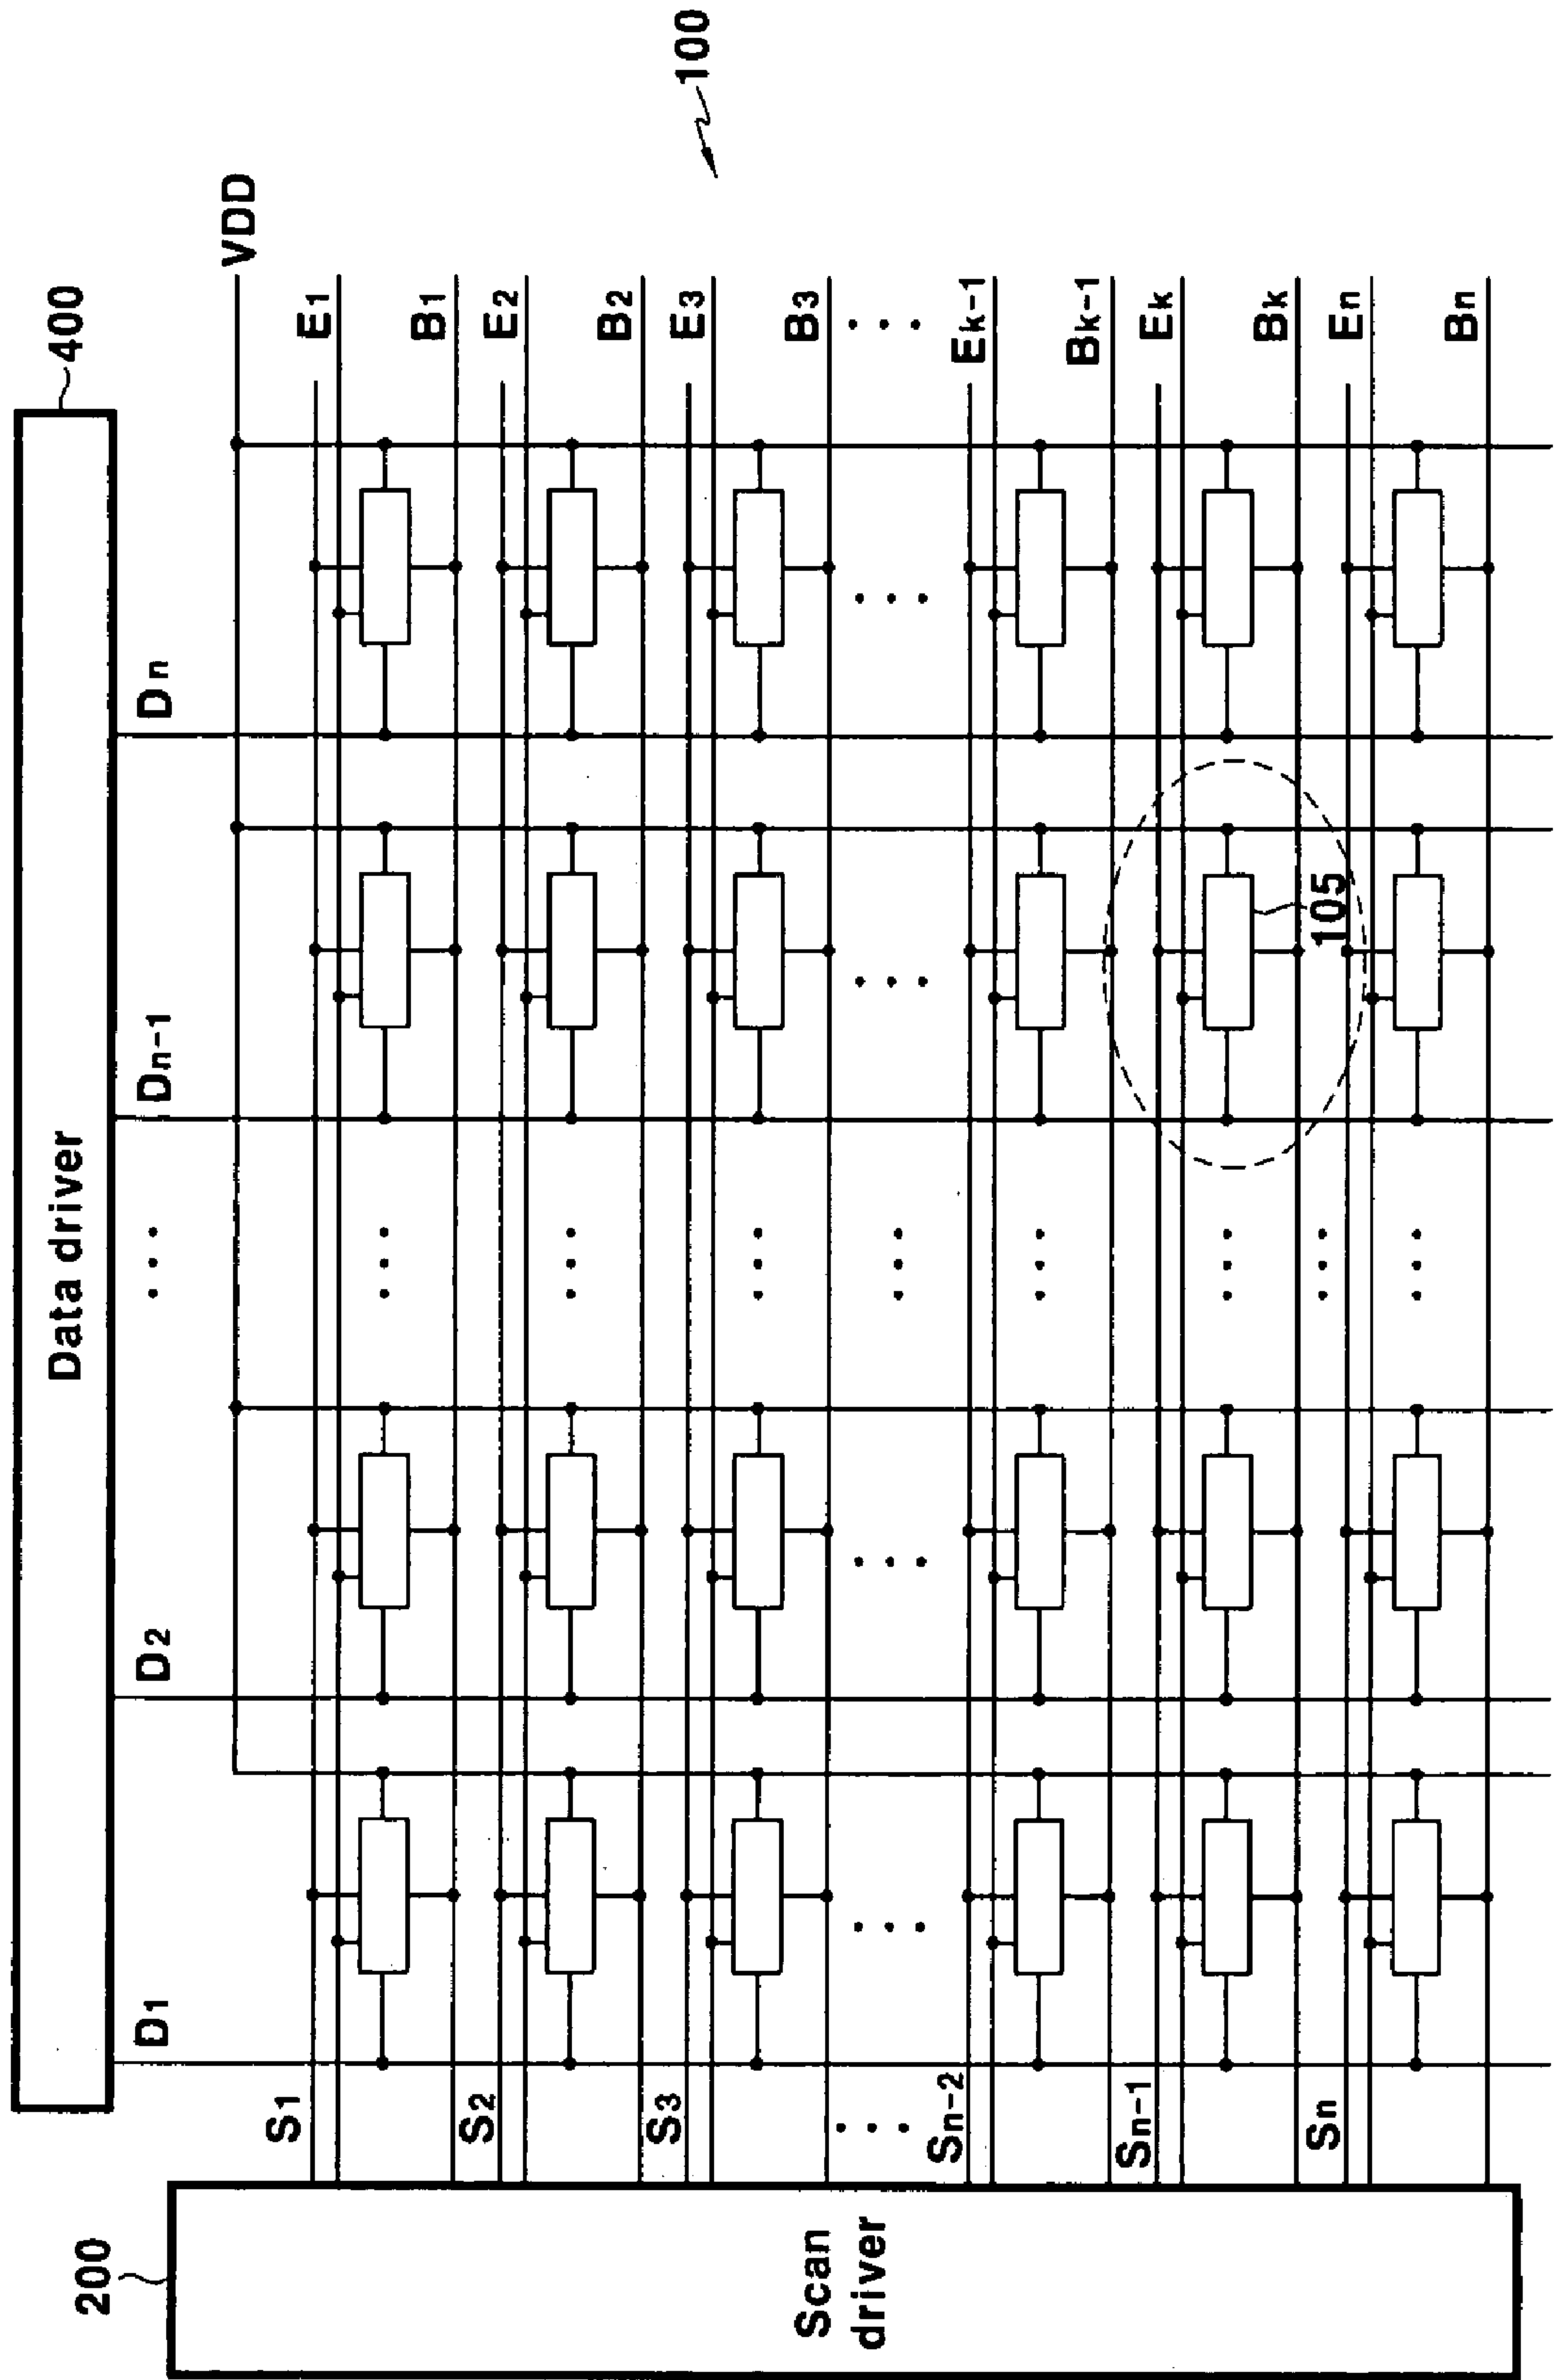 Data driver
400
D1
D2
...
Dn-1
Dn
VDD
200
Scan
driver
S1
S2
S3
...
Sn-2
Sn-1
Sn
E1
B1
E2
B2
E3
B3
...
Ek-1
Bk-1
Ek
Bk
En
Bn
105
100